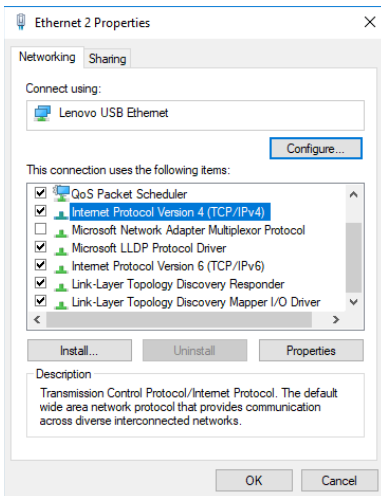 Ethernet 2 Properties
Networking
Sharing
Connect using:
Lenovo USB Ethernet
Configure...
This connection uses the following items:
QoS Packet Scheduler
Internet Protocol Version 4 (TCP/IPv4)
Microsoft Network Adapter Multiplexor Protocol
Microsoft LLDP Protocol Driver
Internet Protocol Version 6 (TCP/IPv6)
Link-Layer Topology Discovery Responder
Link-Layer Topology Discovery Mapper I/O Driver
Install...
Uninstall
Properties
Description
Transmission Control Protocol/Internet Protocol. The default
wide area network protocol that provides communication
across diverse interconnected networks.
OK
Cancel